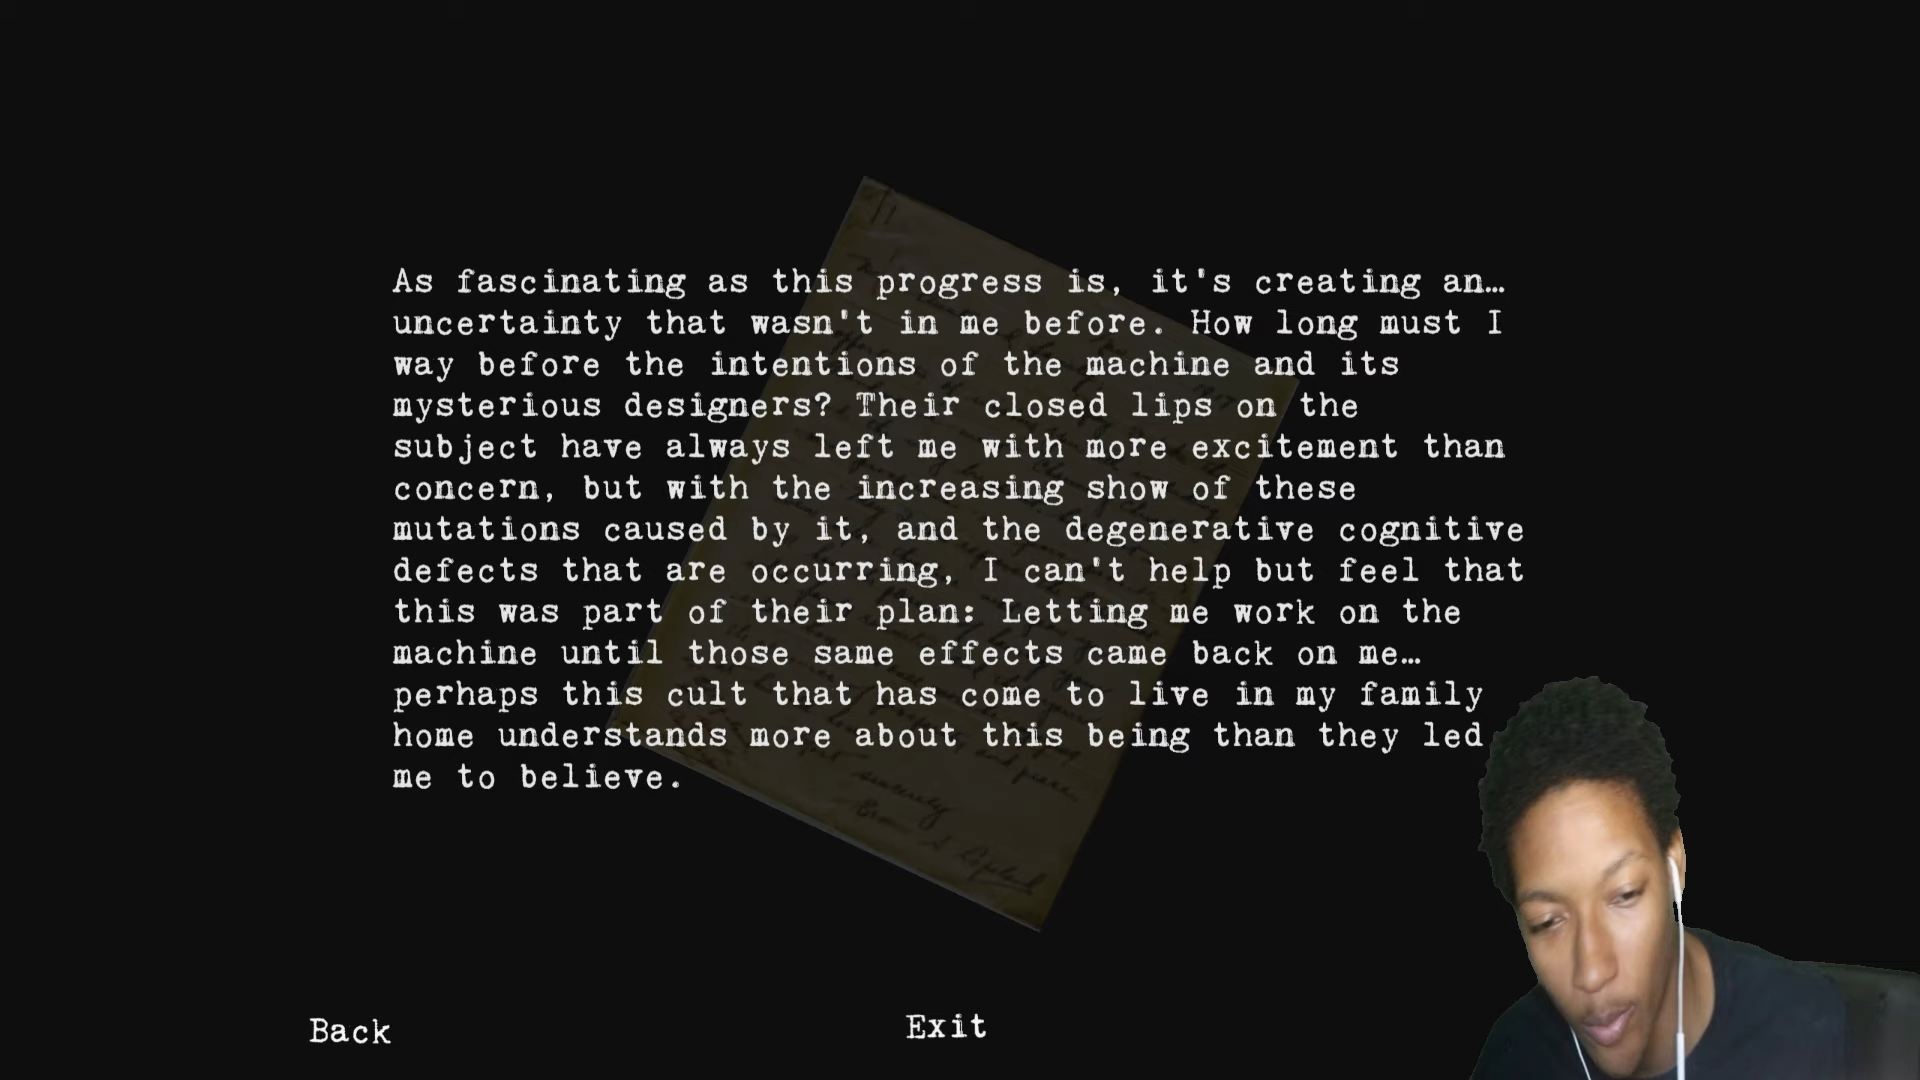 As fascinating as this progress is, it's creating an…
uncertainty that wasn't in me before. How long must I
way before the intentions of the machine and its
mysterious designers? Their closed lips on the
subject have always left me with more excitement than
concern, but with the increasing show of these
mutations caused by it, and the degenerative cognitive
defects that are occurring, I can't help but feel that
this was part of their plan: Letting me work on the
machine until those same effects came back on me…
perhaps this cult that has come to live in my family
home understands more about this being than they led
me to believe.
Back
Exit